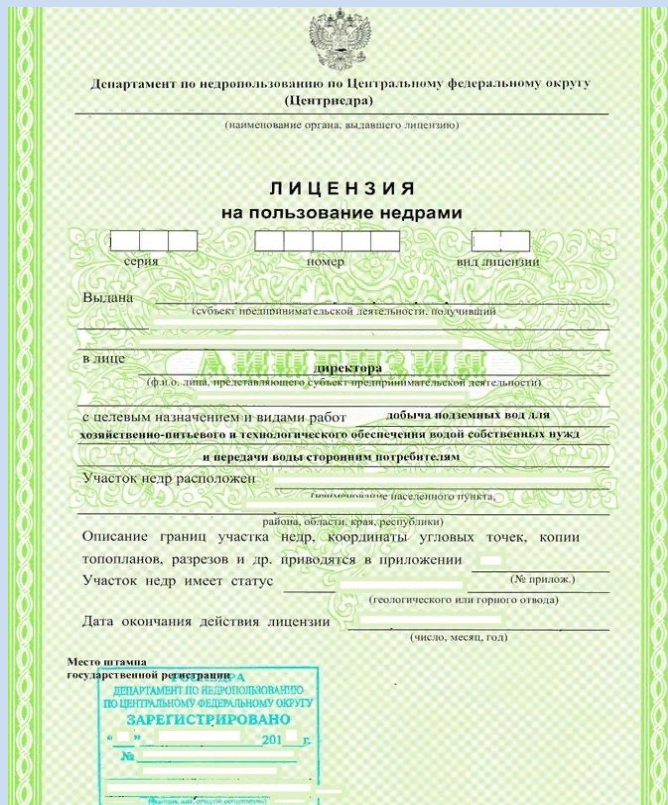 Департамент по недропользованию по Центральному федеральному округу
(Центрнедра)
(наименование органа, выдавшего лицензию)
ЛИЦЕНЗИЯ
на пользование недрами
серия номер вид лицензии
Выдана
(субъект предпринимательской деятельности, получивший
ЛИЦЕНЗИЯ
в лице
директора
(ф.и.о. лица, представляющего субъект предпринимательской деятельности)
с целевым назначением и видами работ добыча подземных вод для
хозяйственно-питьевого и технологического обеспечения водой собственных нужд
и передачи воды сторонним потребителям
Участок недр расположен
(наименование населенного пункта,
района, области, края, республики)
Описание границ участка недр, координаты угловых точек, копии
топопланов, разрезов и др. приводятся в приложении
(№ прилож.)
Участок недр имеет статус
(геологического или горного отвода)
Дата окончания действия лицензии
(число, месяц, год)
Место штампа
государственной регистрации
РОСНЕДРА
ДЕПАРТАМЕНТ ПО НЕДРОПОЛЬЗОВАНИЮ
ПО ЦЕНТРАЛЬНОМУ ФЕДЕРАЛЬНОМУ ОКРУГУ
ЗАРЕГИСТРИРОВАНО
" " 201 г.
№